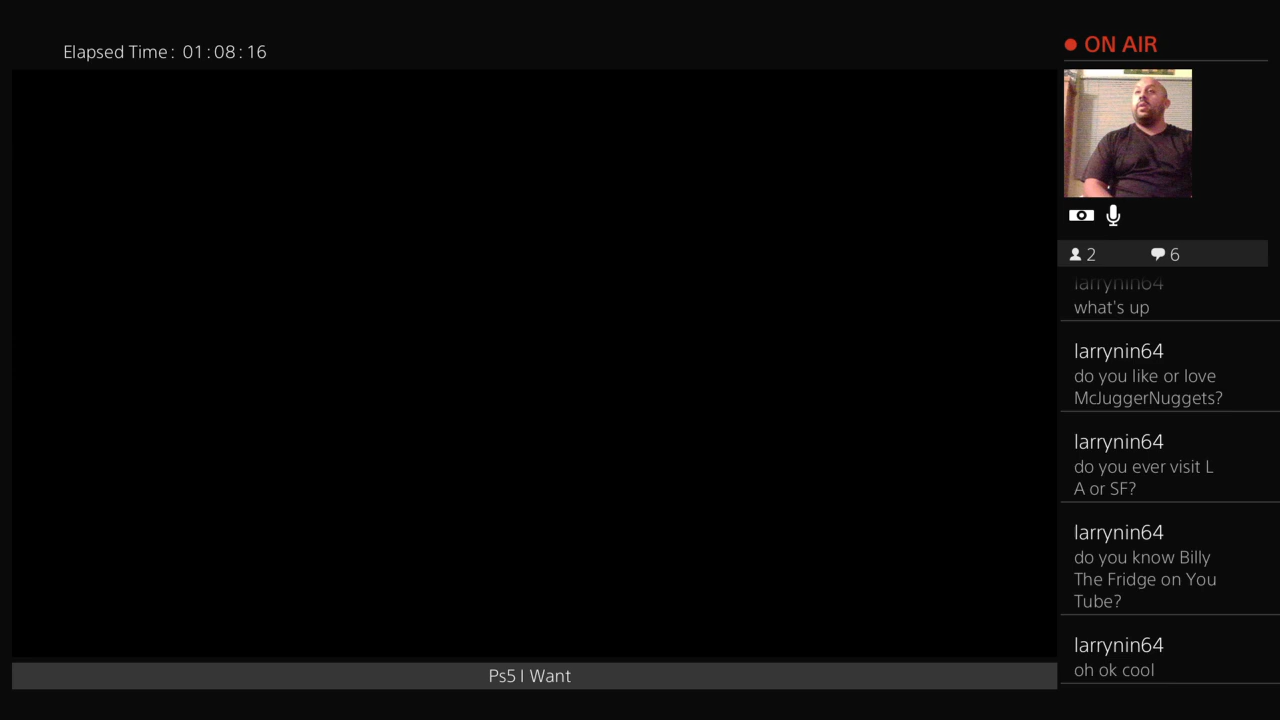 Elapsed Time: 01:08:16
ON AIR
2 6
larrynin64
what's up
larrynin64
do you like or love
McJuggerNuggets?
larrynin64
do you ever visit L
A or SF?
larrynin64
do you know Billy
The Fridge on You
Tube?
larrynin64
oh ok cool
Ps5 I Want